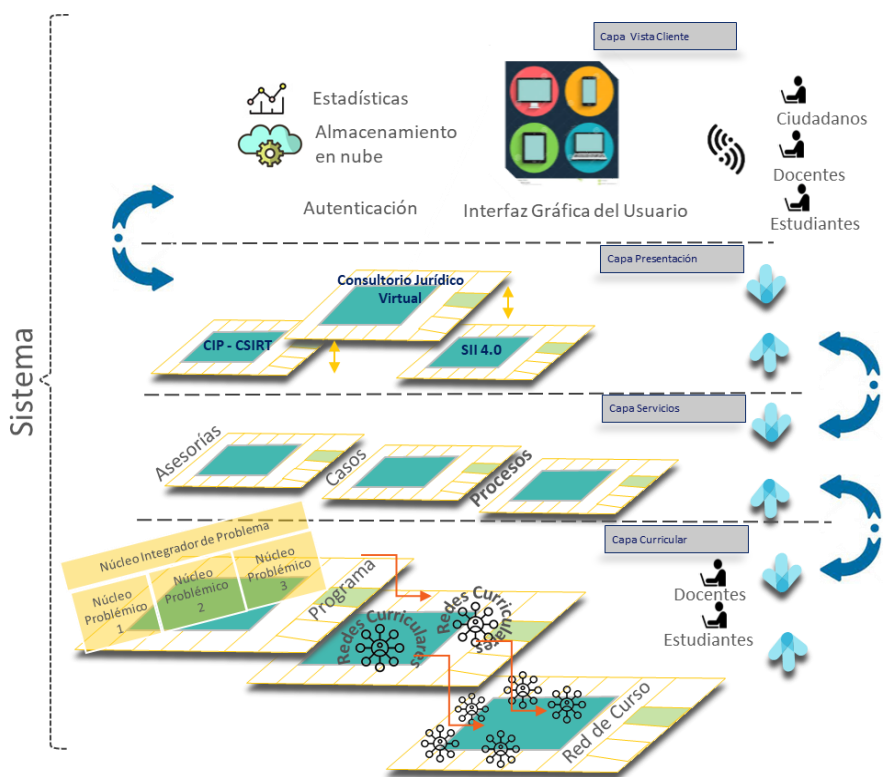 Sistema
Capa Vista Cliente
Estadísticas
Almacenamiento
en nube
Ciudadanos
Docentes
Estudiantes
Autenticación
Interfaz Gráfica del Usuario
Capa Presentación
Consultorio Jurídico
Virtual
CIP - CSIRT
SII 4.0
Capa Servicios
Asesorías
Casos
Procesos
Capa Curricular
Núcleo Integrador de Problema
Núcleo
Problémico
1
Núcleo
Problémico
2
Núcleo
Problémico
3
Programa
Redes Curriculares
Redes Curriculares
Docentes
Estudiantes
Red de Curso